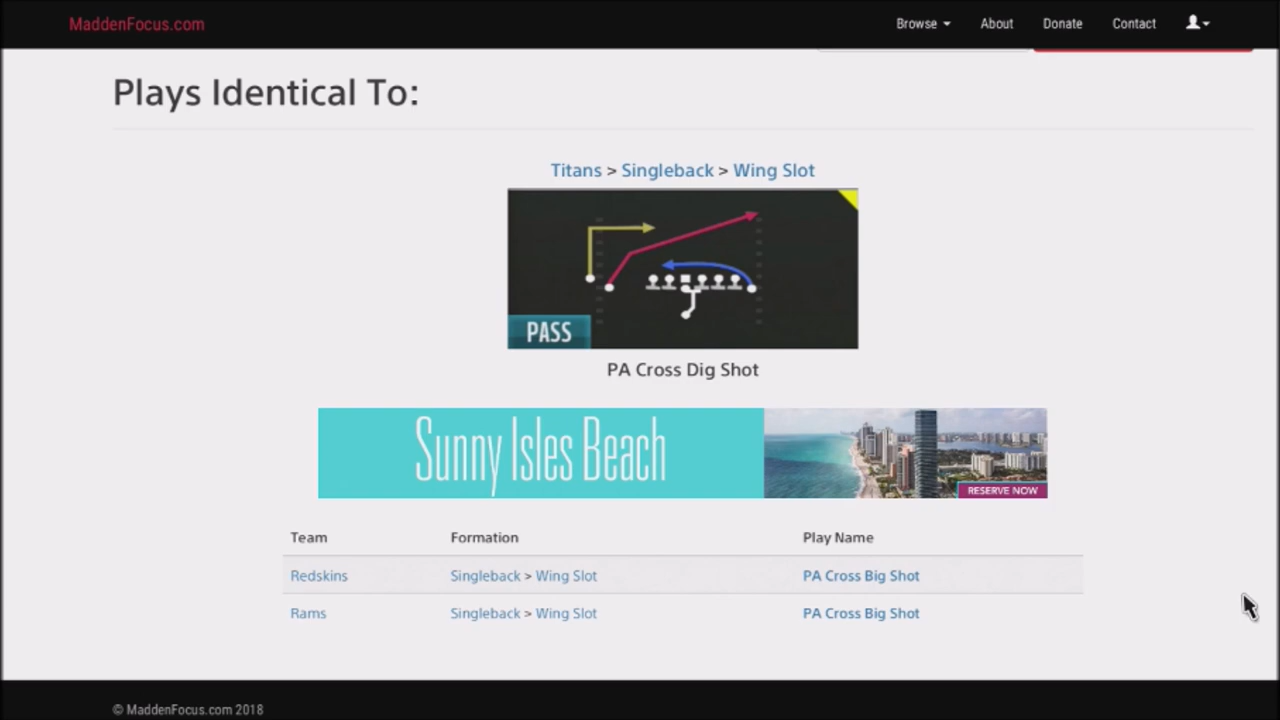 MaddenFocus.com
Browse About Donate Contact
Plays Identical To:
Titans > Singleback > Wing Slot
PASS
PA Cross Dig Shot
Sunny Isles Beach
RESERVE NOW
Team Formation Play Name
Redskins Singleback > Wing Slot PA Cross Big Shot
Rams Singleback > Wing Slot PA Cross Big Shot
© MaddenFocus.com 2018